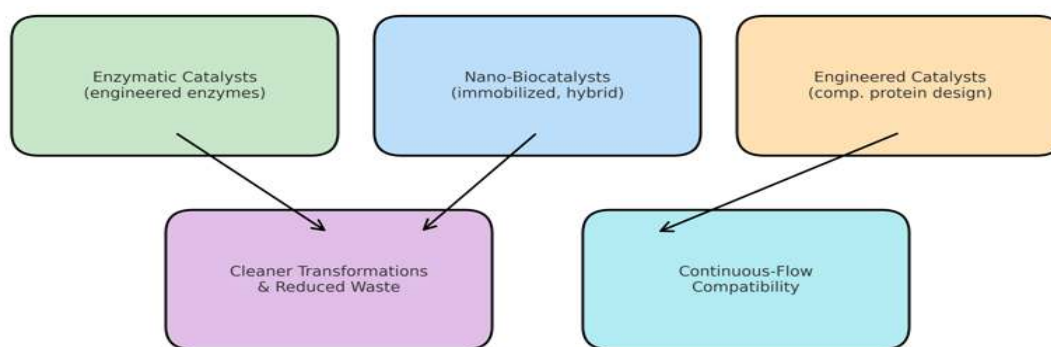 Enzymatic Catalysts
(engineered enzymes)
Nano-Biocatalysts
(immobilized, hybrid)
Engineered Catalysts
(comp. protein design)
Cleaner Transformations
& Reduced Waste
Continuous-Flow
Compatibility